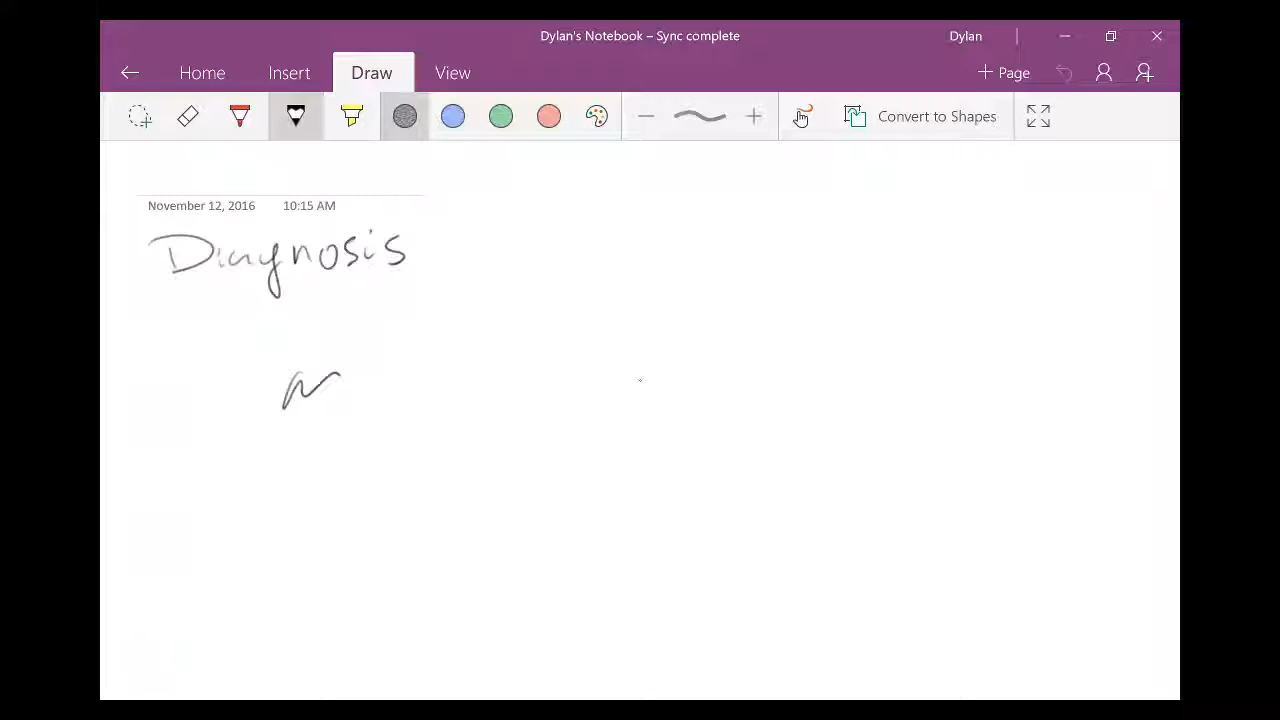 Dylan's Notebook – Sync complete
Dylan
Home Insert Draw View
Page
Convert to Shapes
November 12, 2016 10:15 AM
Diagnosis